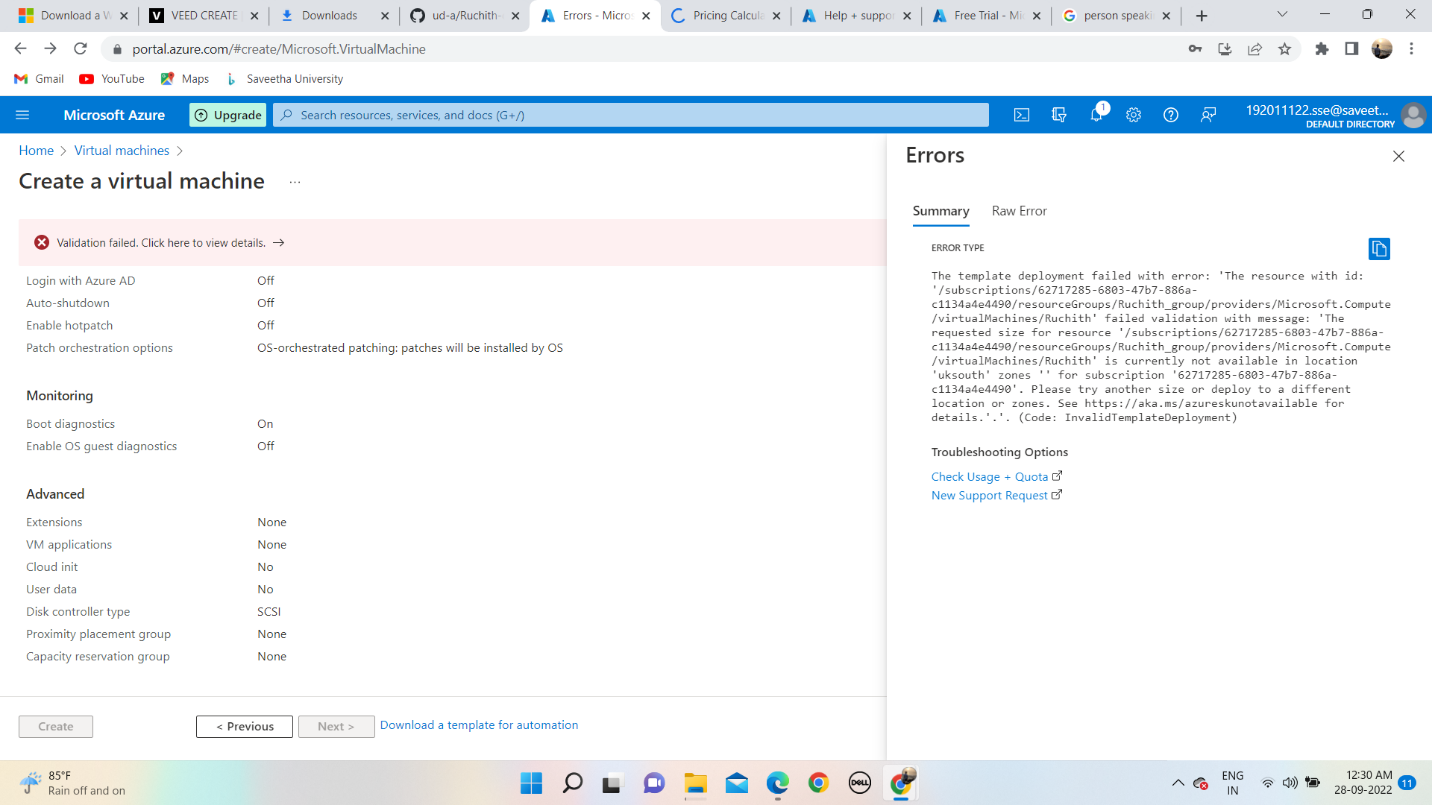 Download a W
VEED CREATE
Downloads
ud-a/Ruchith-
Errors - Micros
Pricing Calcula
Help + suppor
Free Trial - Mi
person speaki
portal.azure.com/#create/Microsoft.VirtualMachine
Gmail
YouTube
Maps
Saveetha University
Microsoft Azure
Upgrade
Search resources, services, and docs (G+/)
1
192011122.sse@saveet...
DEFAULT DIRECTORY
Home > Virtual machines >
Create a virtual machine ...
Validation failed. Click here to view details. →
Login with Azure AD Off
Auto-shutdown Off
Enable hotpatch Off
Patch orchestration options OS-orchestrated patching: patches will be installed by OS
Monitoring
Boot diagnostics On
Enable OS guest diagnostics Off
Advanced
Extensions None
VM applications None
Cloud init No
User data No
Disk controller type SCSI
Proximity placement group None
Capacity reservation group None
Create
< Previous
Next >
Download a template for automation
Errors
Summary
Raw Error
ERROR TYPE
The template deployment failed with error: 'The resource with id:
'/subscriptions/62717285-6803-47b7-886a-
c1134a4e4490/resourceGroups/Ruchith_group/providers/Microsoft.Compute
/virtualMachines/Ruchith' failed validation with message: 'The
requested size for resource '/subscriptions/62717285-6803-47b7-886a-
c1134a4e4490/resourceGroups/Ruchith_group/providers/Microsoft.Compute
/virtualMachines/Ruchith' is currently not available in location
'uksouth' zones '' for subscription '62717285-6803-47b7-886a-
c1134a4e4490'. Please try another size or deploy to a different
location or zones. See https://aka.ms/azureskunotavailable for
details.'.'. (Code: InvalidTemplateDeployment)
Troubleshooting Options
Check Usage + Quota
New Support Request
85°F
Rain off and on
DELL
ENG
IN
12:30 AM
28-09-2022
11